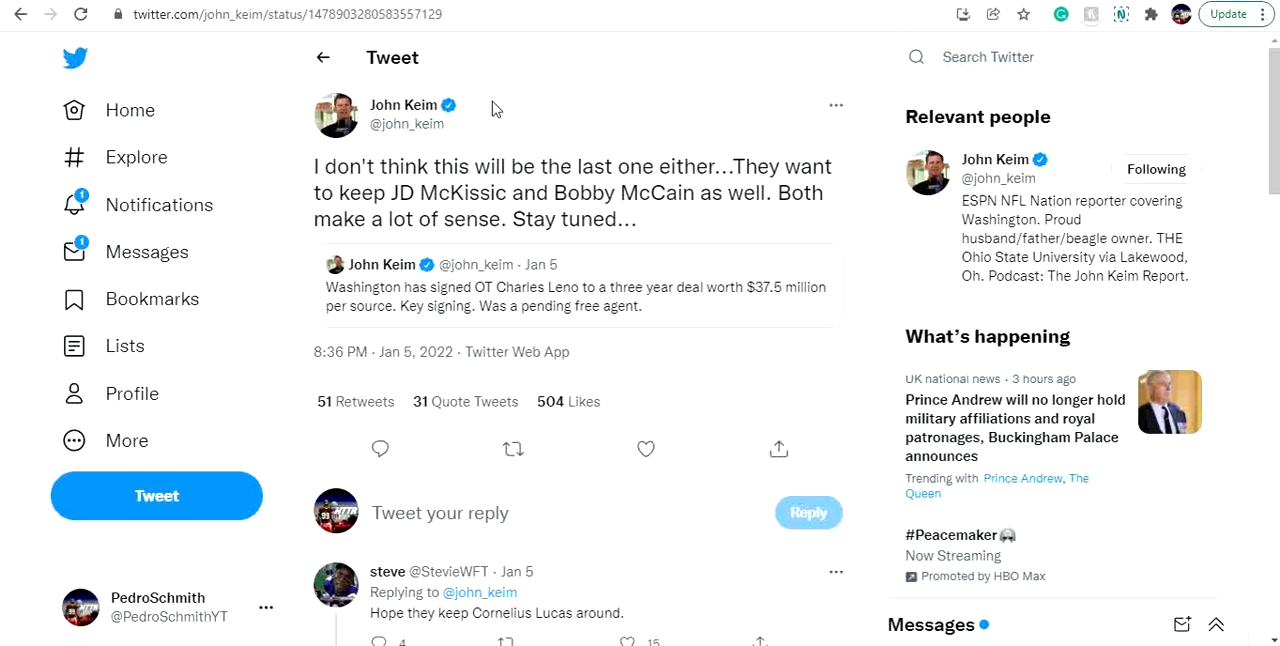 twitter.com/john_keim/status/1478903280583557129
Update
Tweet
Search Twitter
Home
Explore
1
Notifications
1
Messages
Bookmarks
Lists
Profile
More
Tweet
PedroSchmith
@PedroSchmithYT
John Keim
@john_keim
I don't think this will be the last one either...They want
to keep JD McKissic and Bobby McCain as well. Both
make a lot of sense. Stay tuned...
John Keim @john_keim · Jan 5
Washington has signed OT Charles Leno to a three year deal worth $37.5 million
per source. Key signing. Was a pending free agent.
8:36 PM · Jan 5, 2022 · Twitter Web App
51 Retweets 31 Quote Tweets 504 Likes
Tweet your reply
Reply
steve @StevieWFT · Jan 5
Replying to @john_keim
Hope they keep Cornelius Lucas around.
4 15
Relevant people
John Keim
@john_keim
Following
ESPN NFL Nation reporter covering
Washington. Proud
husband/father/beagle owner. THE
Ohio State University via Lakewood,
Oh. Podcast: The John Keim Report.
What's happening
UK national news · 3 hours ago
Prince Andrew will no longer hold
military affiliations and royal
patronages, Buckingham Palace
announces
Trending with Prince Andrew, The
Queen
#Peacemaker
Now Streaming
Promoted by HBO Max
Messages